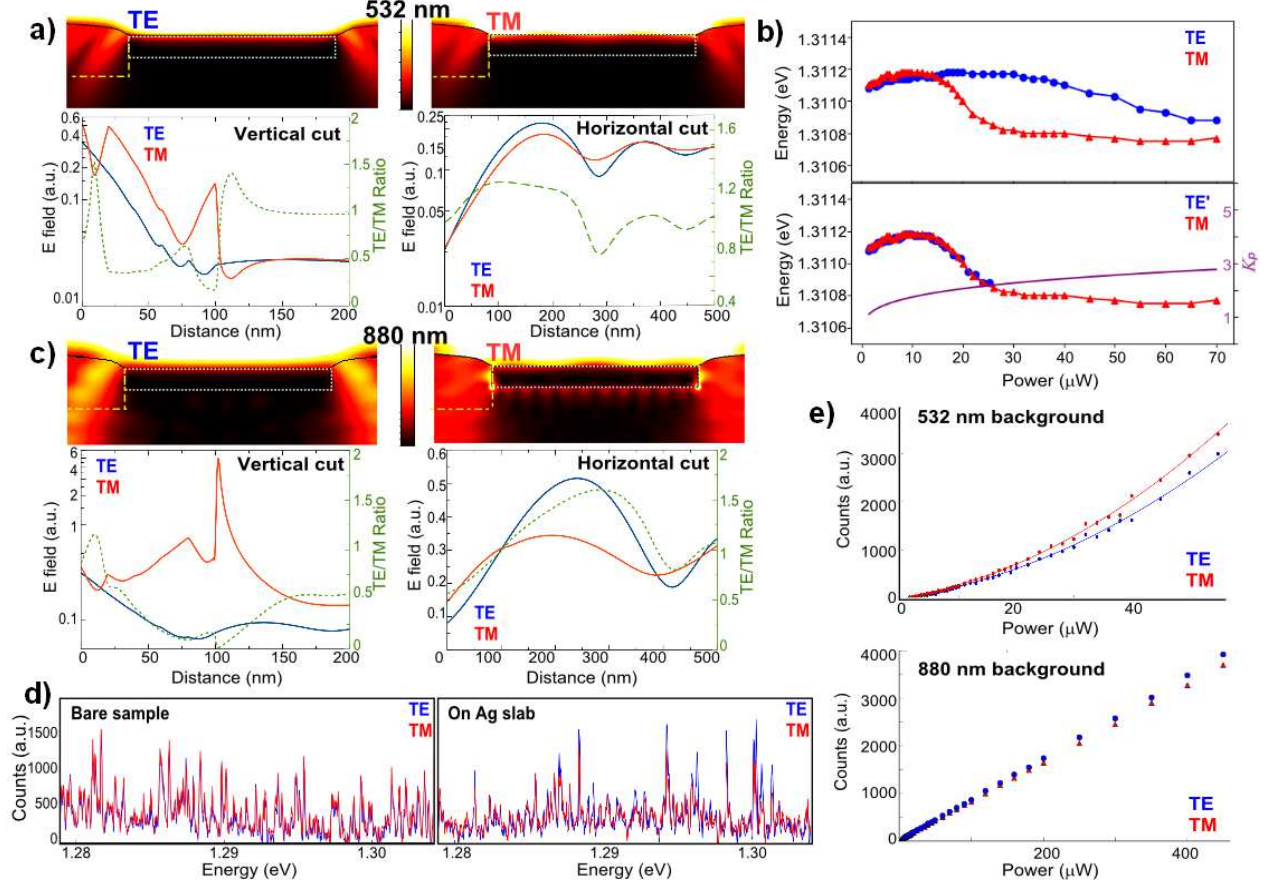 a)
TE
532 nm
TM
0.6
0.4
0.2
0.1
0.01
E field (a.u.)
TE
TM
Vertical cut
2
1.5
1
0.5
0
TE/TM Ratio
0
50
100
150
200
Distance (nm)
0.25
0.15
0.05
0.01
E field (a.u.)
Horizontal cut
TE
TM
1.6
1.2
0.8
0.4
TE/TM Ratio
0
100
200
300
400
500
Distance (nm)
b)
1.3114
1.3112
1.3110
1.3108
1.3106
Energy (eV)
TE
TM
1.3114
1.3112
1.3110
1.3108
1.3106
Energy (eV)
TE'
TM
5
3
1
Kp
0
10
20
30
40
50
60
70
Power (µW)
c)
TE
880 nm
TM
6
4
2
1
0.1
E field (a.u.)
TE
TM
Vertical cut
2
1.5
1
0.5
0
TE/TM Ratio
0
50
100
150
200
Distance (nm)
0.6
0.5
0.4
0.3
0.2
0.1
E field (a.u.)
Horizontal cut
TE
TM
2
1.5
1
0.5
0
TE/TM Ratio
0
100
200
300
400
500
Distance (nm)
d)
Bare sample
TE
TM
1500
1000
500
0
Counts (a.u.)
1.28
1.29
1.30
Energy (eV)
On Ag slab
TE
TM
1.28
1.29
1.30
Energy (eV)
e)
532 nm background
4000
3000
2000
1000
Counts (a.u.)
TE
TM
20
40
Power (µW)
880 nm background
4000
3000
2000
1000
0
Counts (a.u.)
TE
TM
200
400
Power (µW)